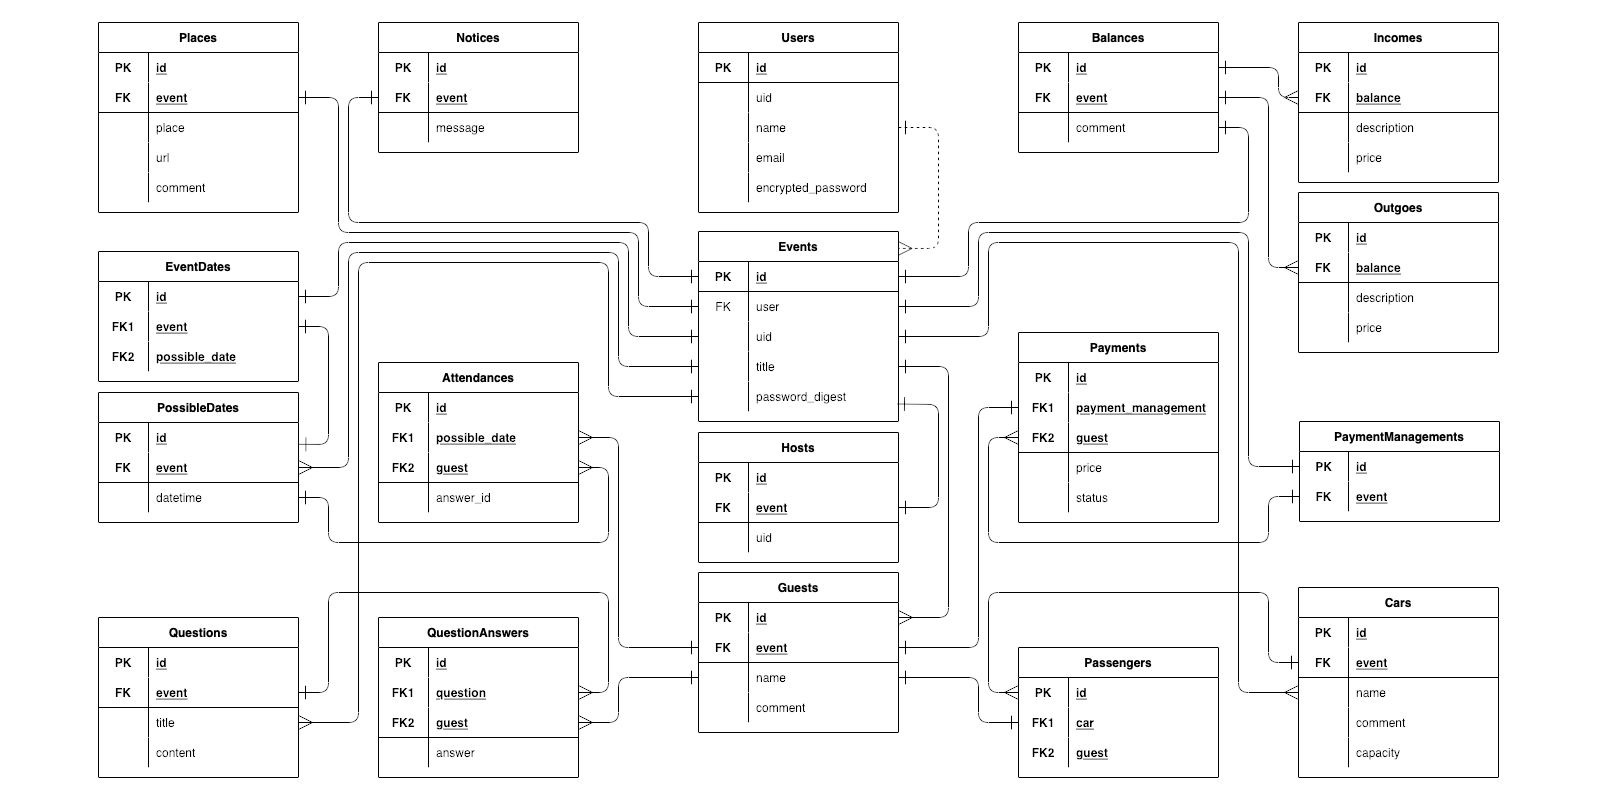 Places
PK id
FK event
place
url
comment
Notices
PK id
FK event
message
Users
PK id
uid
name
email
encrypted_password
Balances
PK id
FK event
comment
Incomes
PK id
FK balance
description
price
Outgoes
PK id
FK balance
description
price
EventDates
PK id
FK1 event
FK2 possible_date
Events
PK id
FK user
uid
title
password_digest
PossibleDates
PK id
FK event
datetime
Attendances
PK id
FK1 possible_date
FK2 guest
answer_id
Hosts
PK id
FK event
uid
Payments
PK id
FK1 payment_management
FK2 guest
price
status
PaymentManagements
PK id
FK event
Questions
PK id
FK event
title
content
QuestionAnswers
PK id
FK1 question
FK2 guest
answer
Guests
PK id
FK event
name
comment
Passengers
PK id
FK1 car
FK2 guest
Cars
PK id
FK event
name
comment
capacity